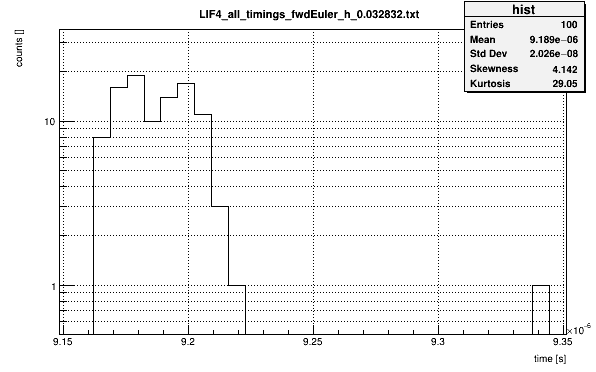 LIF4_all_timings_fwdEuler_h_0.032832.txt
hist
Entries 100
Mean 9.189e−06
Std Dev 2.026e−08
Skewness 4.142
Kurtosis 29.05
counts []
10
1
9.15 9.2 9.25 9.3 9.35
×10−6
time [s]